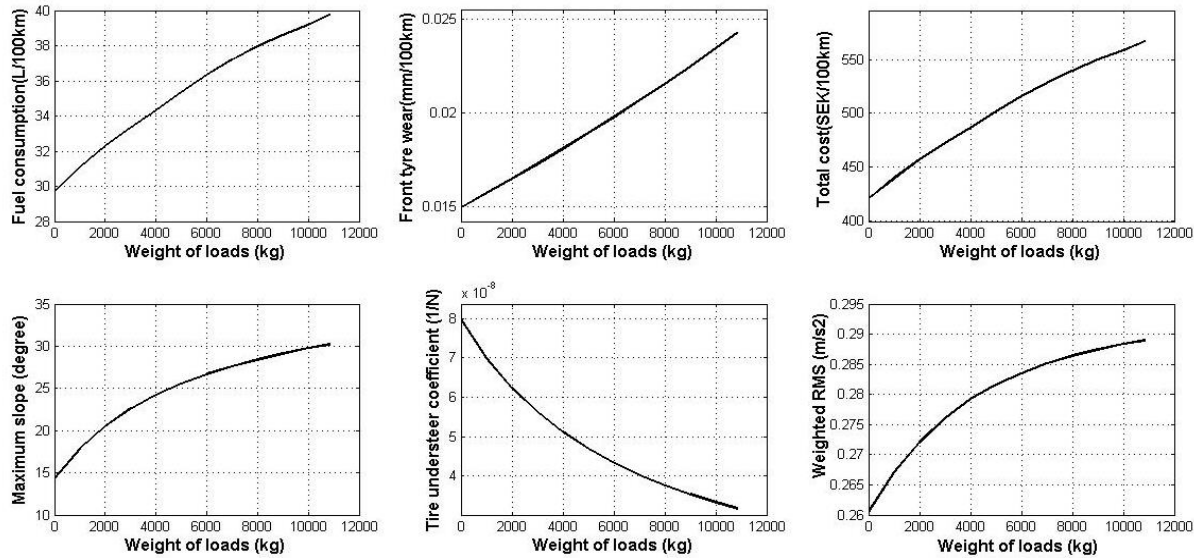 Fuel consumption(L/100km)
40
38
36
34
32
30
28
0 2000 4000 6000 8000 10000 12000
Weight of loads (kg)
Front tyre wear(mm/100km)
0.025
0.02
0.015
0 2000 4000 6000 8000 10000 12000
Weight of loads (kg)
Total cost(SEK/100km)
550
500
450
400
0 2000 4000 6000 8000 10000 12000
Weight of loads (kg)
Maximum slope (degree)
35
30
25
20
15
10
0 2000 4000 6000 8000 10000 12000
Weight of loads (kg)
Tire understeer coefficient (1/N)
x 10⁻⁸
8
7
6
5
4
0 2000 4000 6000 8000 10000 12000
Weight of loads (kg)
Weighted RMS (m/s2)
0.295
0.29
0.285
0.28
0.275
0.27
0.265
0.26
0 2000 4000 6000 8000 10000 12000
Weight of loads (kg)